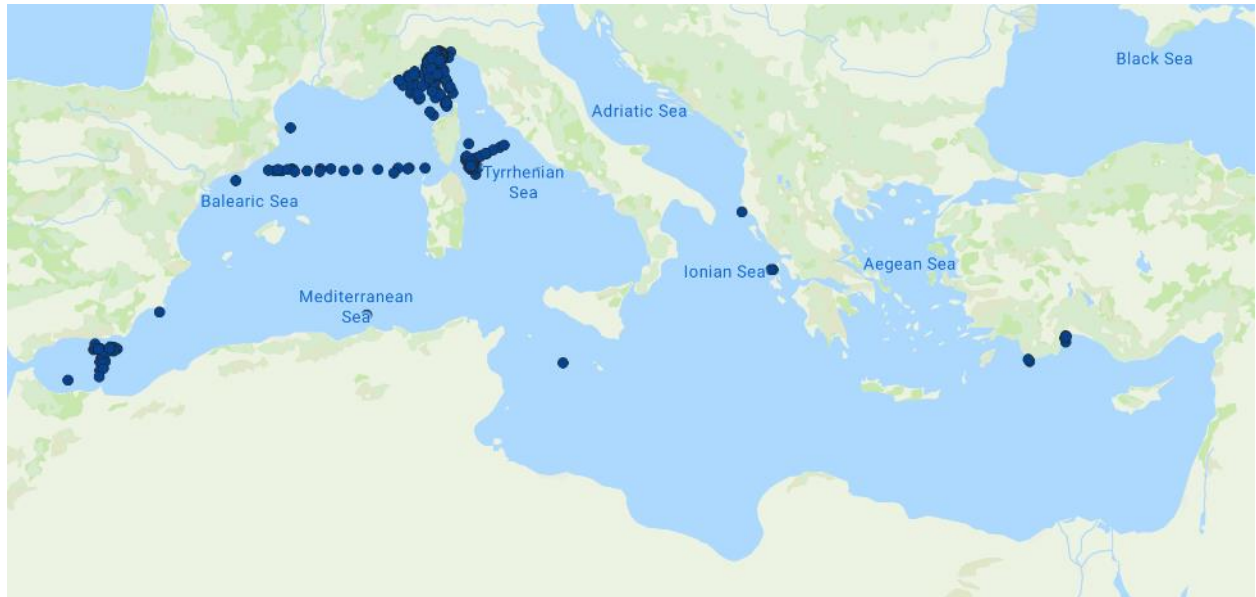 Black Sea
Adriatic Sea
Tyrrhenian
Sea
Balearic Sea
Ionian Sea
Aegean Sea
Mediterranean
Sea